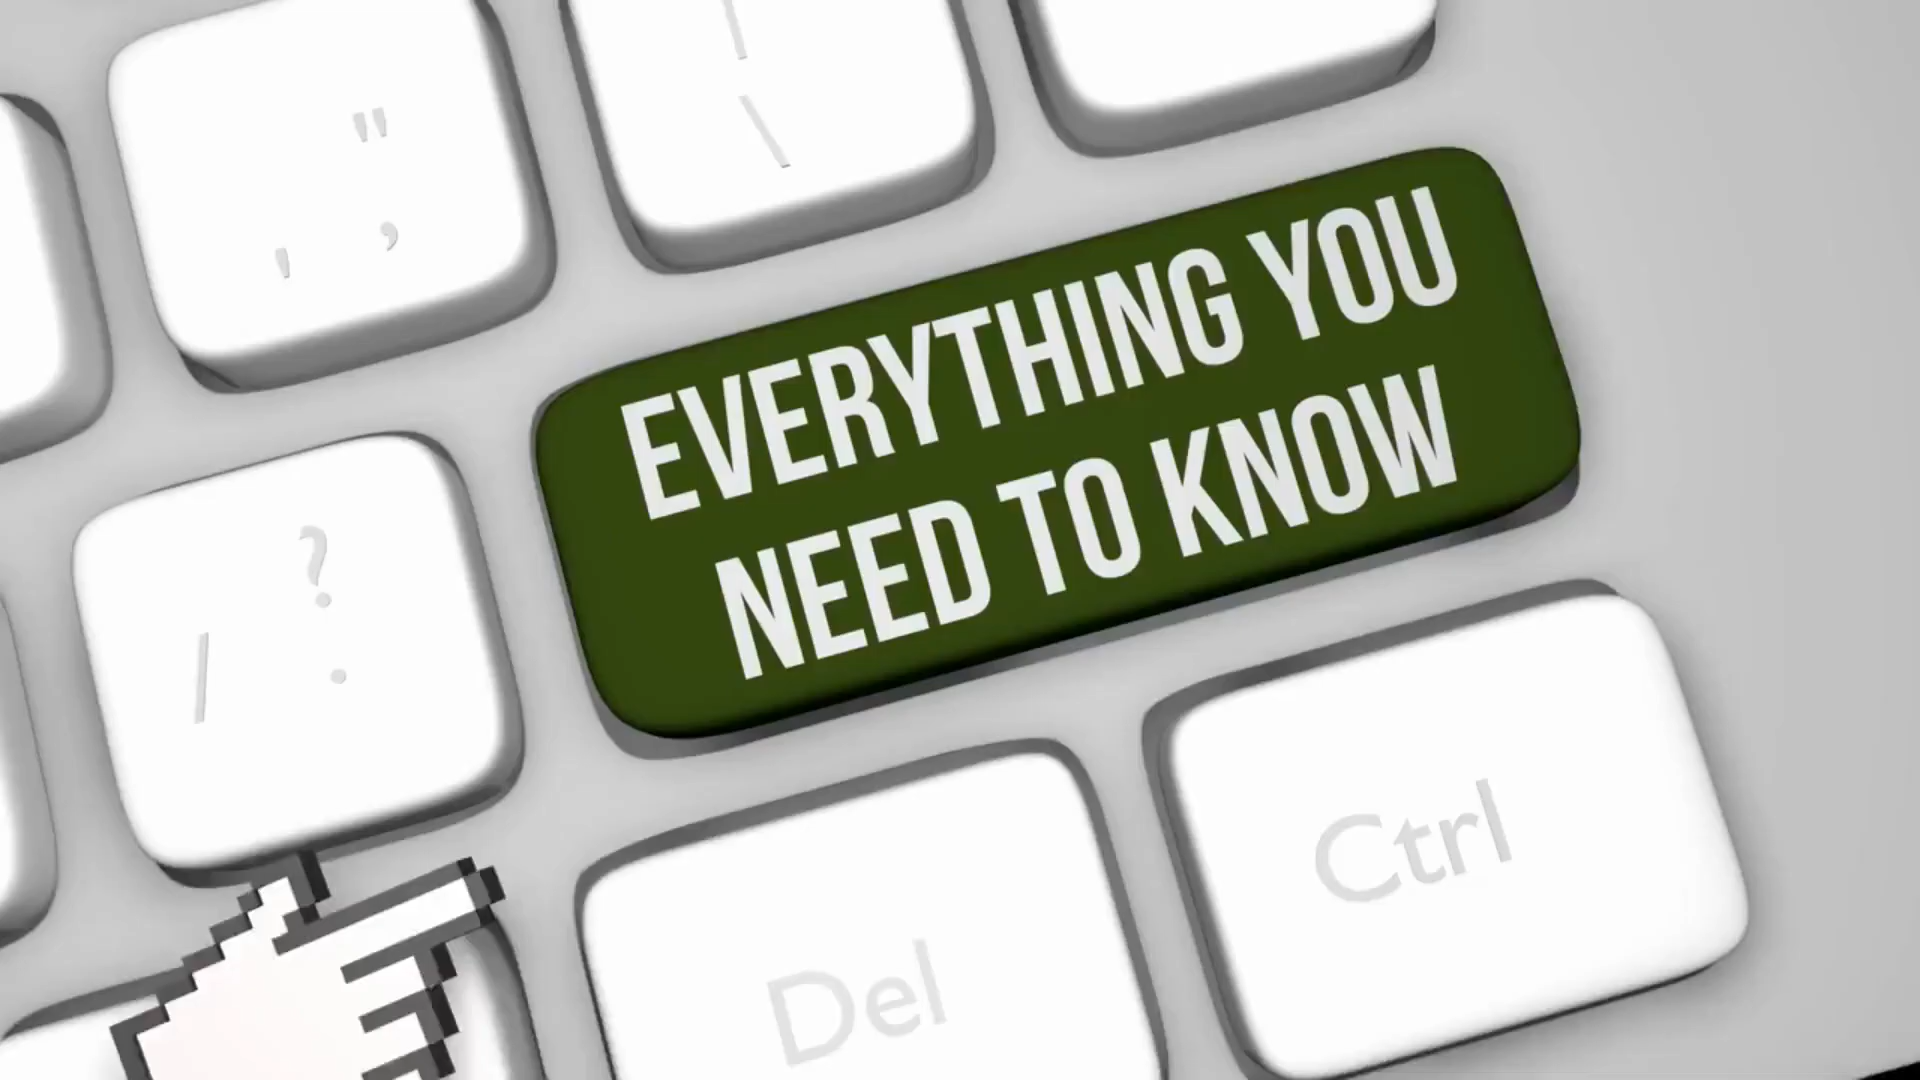 "
' ,
|
\
EVERYTHING YOU
NEED TO KNOW
?
/ .
Del
Ctrl